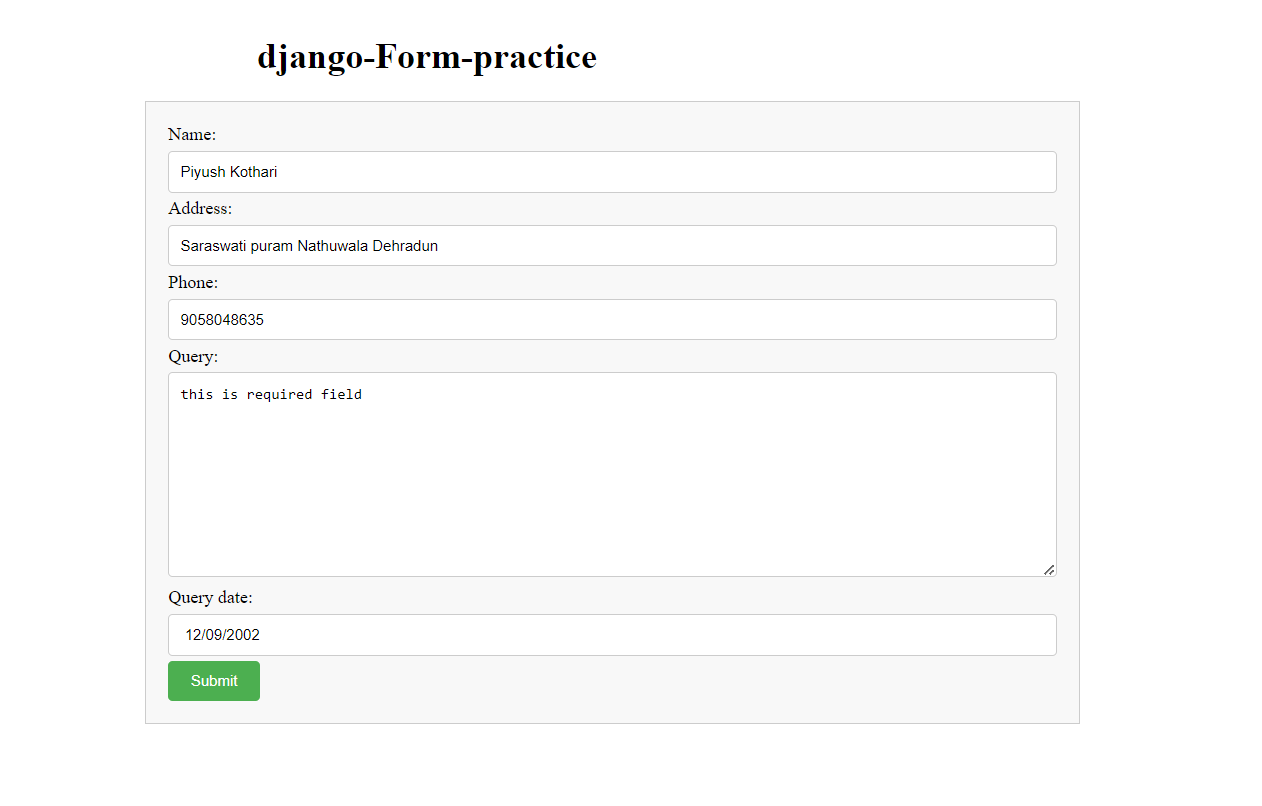 django-Form-practice
Name:
Piyush Kothari
Address:
Saraswati puram Nathuwala Dehradun
Phone:
9058048635
Query:
this is required field
Query date:
12/09/2002
Submit